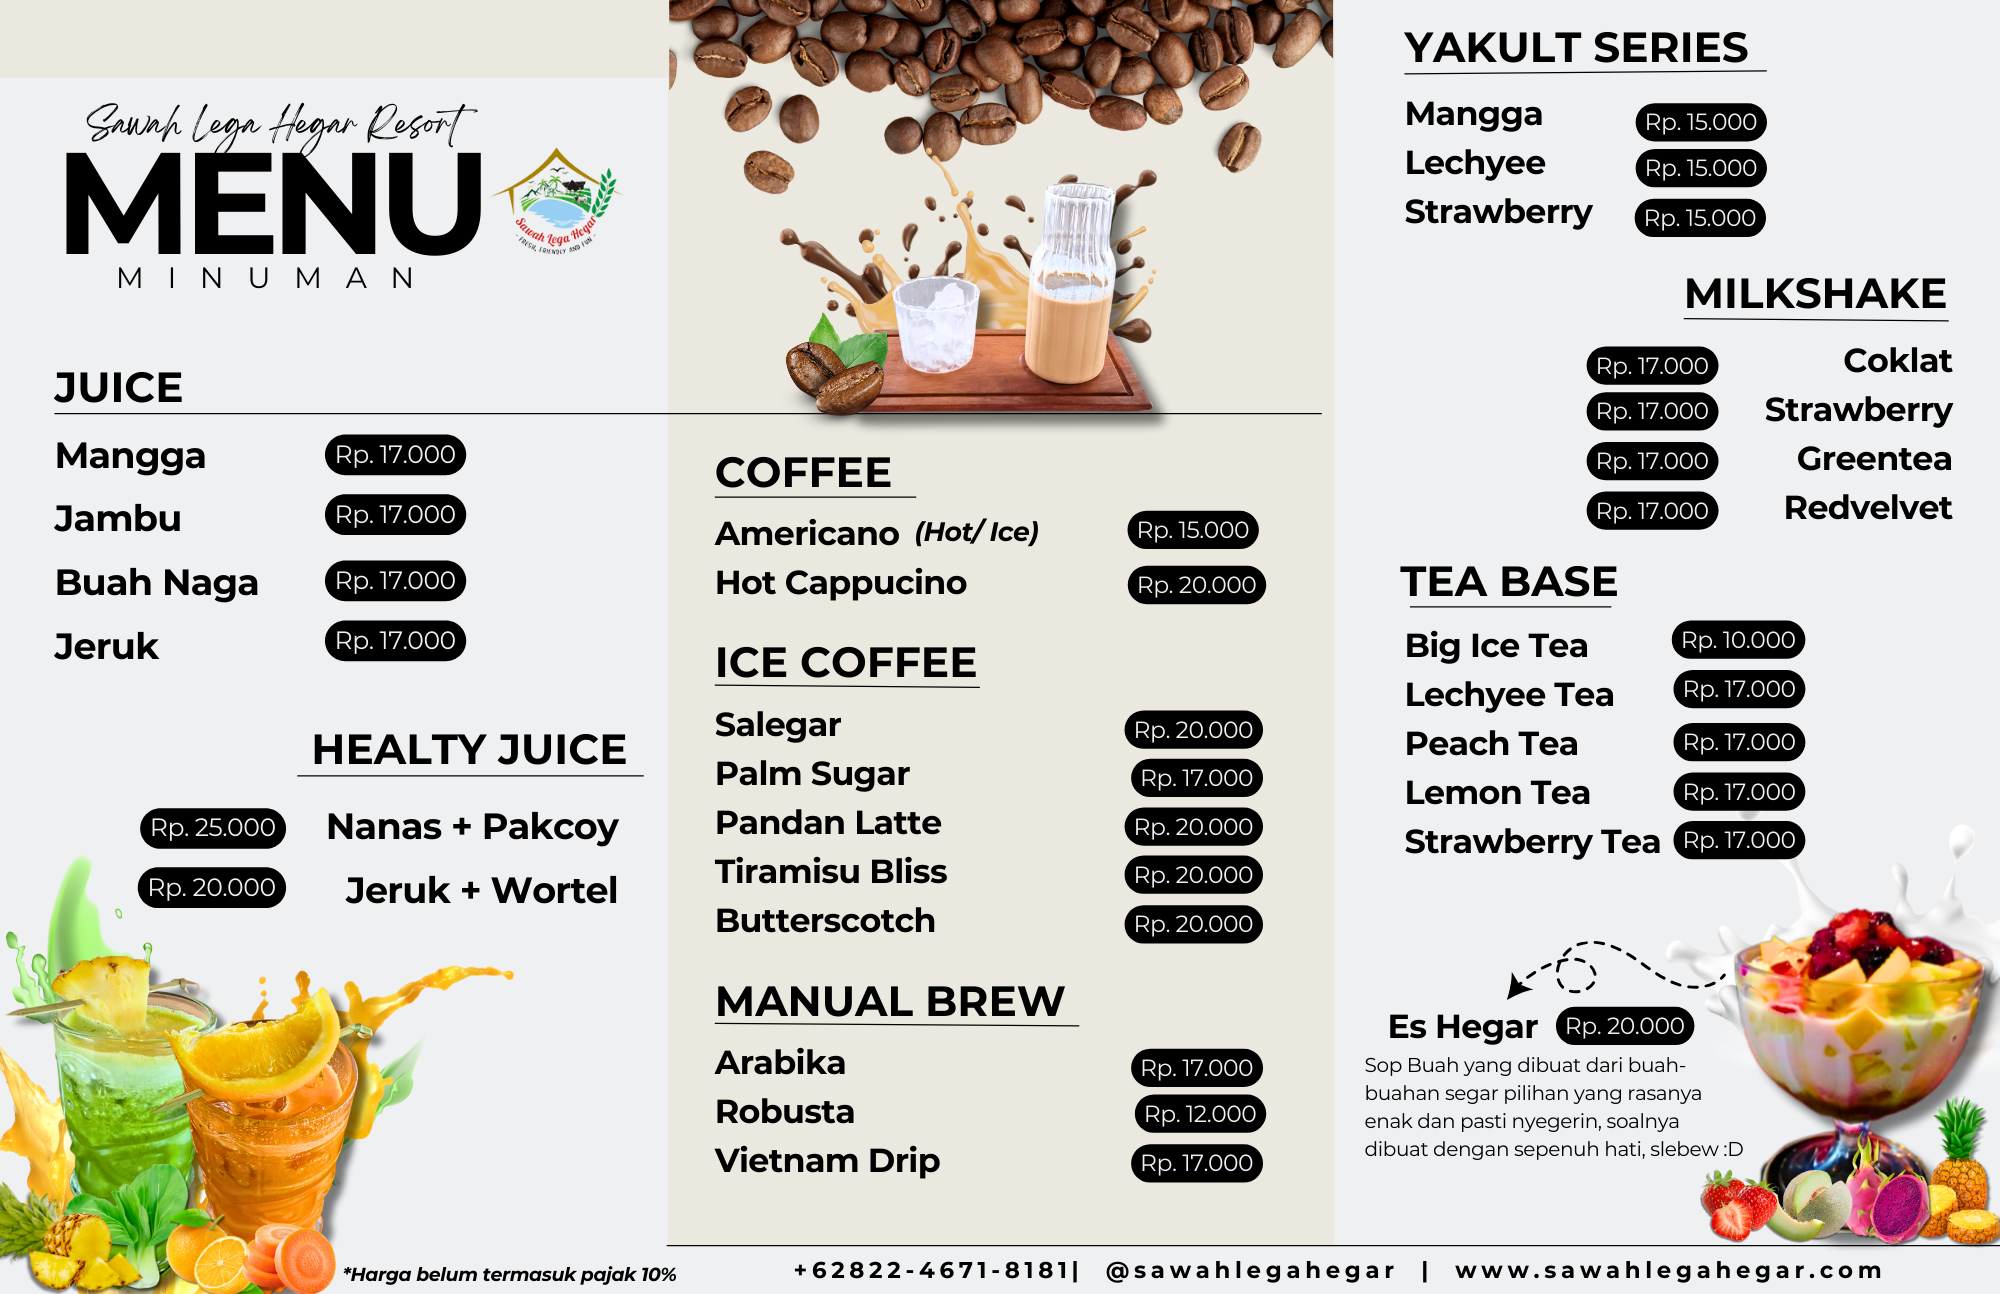 Sawah Lega Hegar Resort
MENU
MINUMAN
Sawah Lega Hegar
- FRESH, FRIENDLY AND FUN -
JUICE
Mangga Rp. 17.000
Jambu Rp. 17.000
Buah Naga Rp. 17.000
Jeruk Rp. 17.000
HEALTY JUICE
Rp. 25.000 Nanas + Pakcoy
Rp. 20.000 Jeruk + Wortel
*Harga belum termasuk pajak 10%
COFFEE
Americano (Hot/ Ice) Rp. 15.000
Hot Cappucino Rp. 20.000
ICE COFFEE
Salegar Rp. 20.000
Palm Sugar Rp. 17.000
Pandan Latte Rp. 20.000
Tiramisu Bliss Rp. 20.000
Butterscotch Rp. 20.000
MANUAL BREW
Arabika Rp. 17.000
Robusta Rp. 12.000
Vietnam Drip Rp. 17.000
YAKULT SERIES
Mangga Rp. 15.000
Lechyee Rp. 15.000
Strawberry Rp. 15.000
MILKSHAKE
Rp. 17.000 Coklat
Rp. 17.000 Strawberry
Rp. 17.000 Greentea
Rp. 17.000 Redvelvet
TEA BASE
Big Ice Tea Rp. 10.000
Lechyee Tea Rp. 17.000
Peach Tea Rp. 17.000
Lemon Tea Rp. 17.000
Strawberry Tea Rp. 17.000
Es Hegar Rp. 20.000
Sop Buah yang dibuat dari buah-
buahan segar pilihan yang rasanya
enak dan pasti nyegerin, soalnya
dibuat dengan sepenuh hati, slebew :D
+62822-4671-8181| @sawahlegahegar | www.sawahlegahegar.com